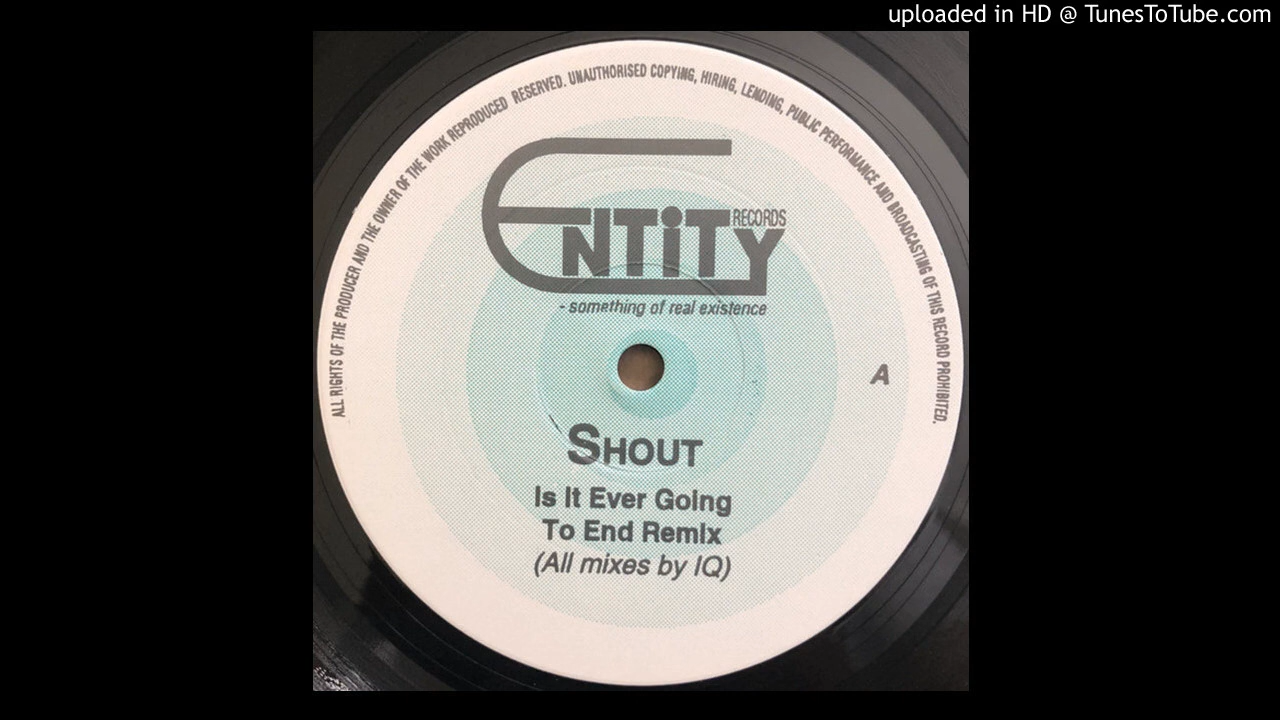 uploaded in HD @ TunesToTube.com
ALL RIGHTS OF THE PRODUCER AND THE OWNER OF THE WORK REPRODUCED RESERVED. UNAUTHORISED COPYING, HIRING, LENDING, PUBLIC PERFORMANCE AND BROADCASTING OF THIS RECORD PROHIBITED.
ENTiTY RECORDS
- something of real existence
A
SHOUT
Is It Ever Going
To End Remix
(All mixes by IQ)